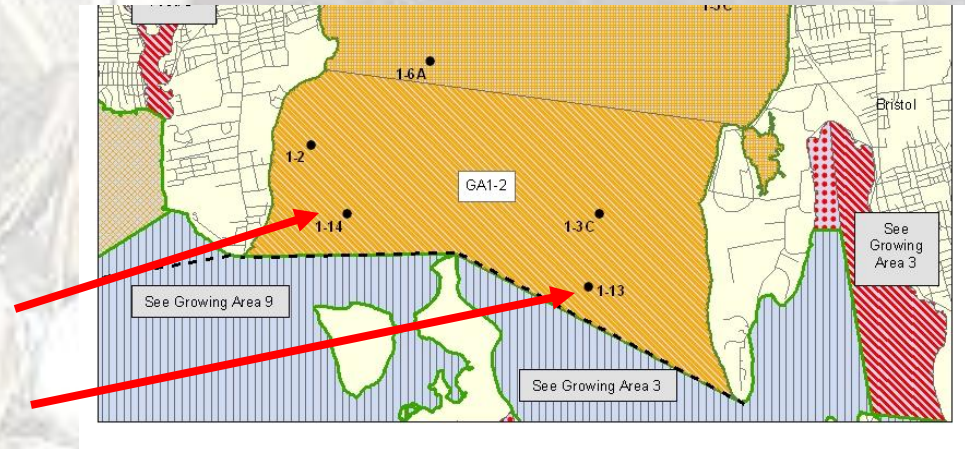 1-6A
Bristol
1-2
GA1-2
1-14
1-3C
See
Growing
Area 3
See Growing Area 9
1-13
See Growing Area 3